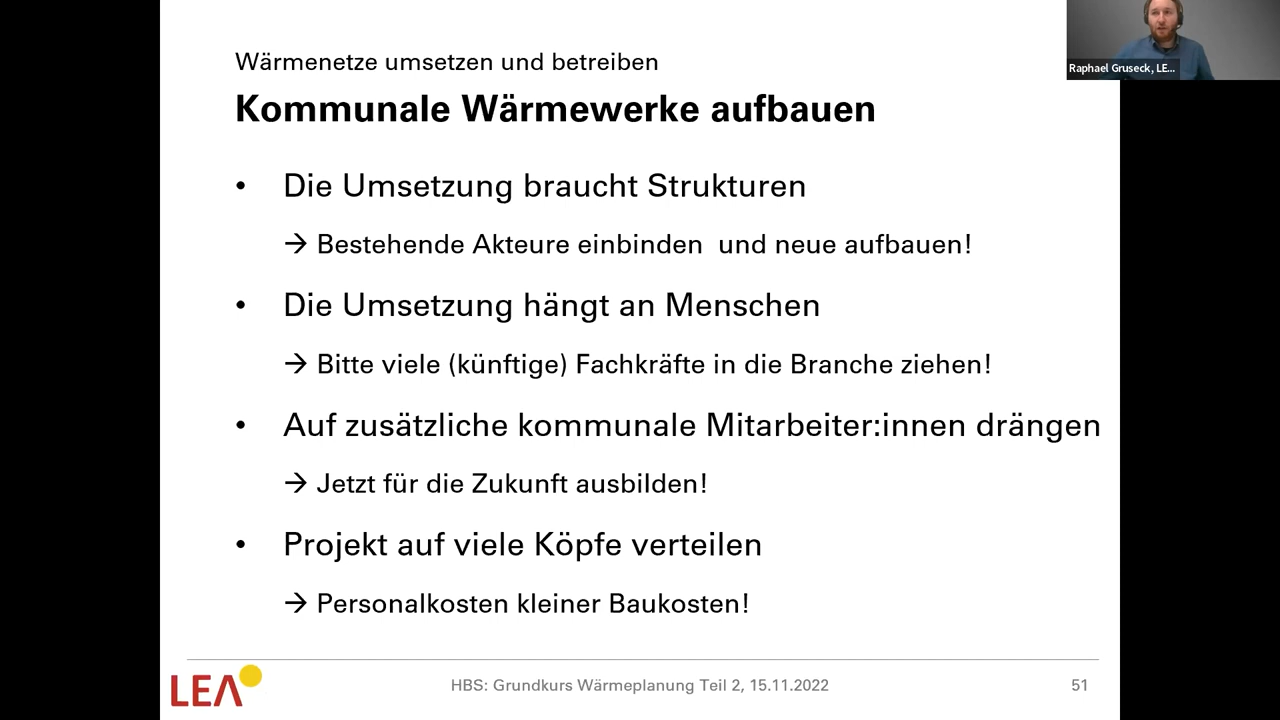 Wärmenetze umsetzen und betreiben
Kommunale Wärmewerke aufbauen
• Die Umsetzung braucht Strukturen
→ Bestehende Akteure einbinden und neue aufbauen!
• Die Umsetzung hängt an Menschen
→ Bitte viele (künftige) Fachkräfte in die Branche ziehen!
• Auf zusätzliche kommunale Mitarbeiter:innen drängen
→ Jetzt für die Zukunft ausbilden!
• Projekt auf viele Köpfe verteilen
→ Personalkosten kleiner Baukosten!
LEA
HBS: Grundkurs Wärmeplanung Teil 2, 15.11.2022
51
Raphael Gruseck, LE...